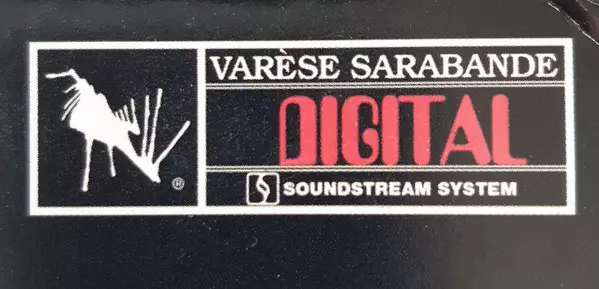 VARÈSE SARABANDE
DIGITAL
®
SOUNDSTREAM SYSTEM